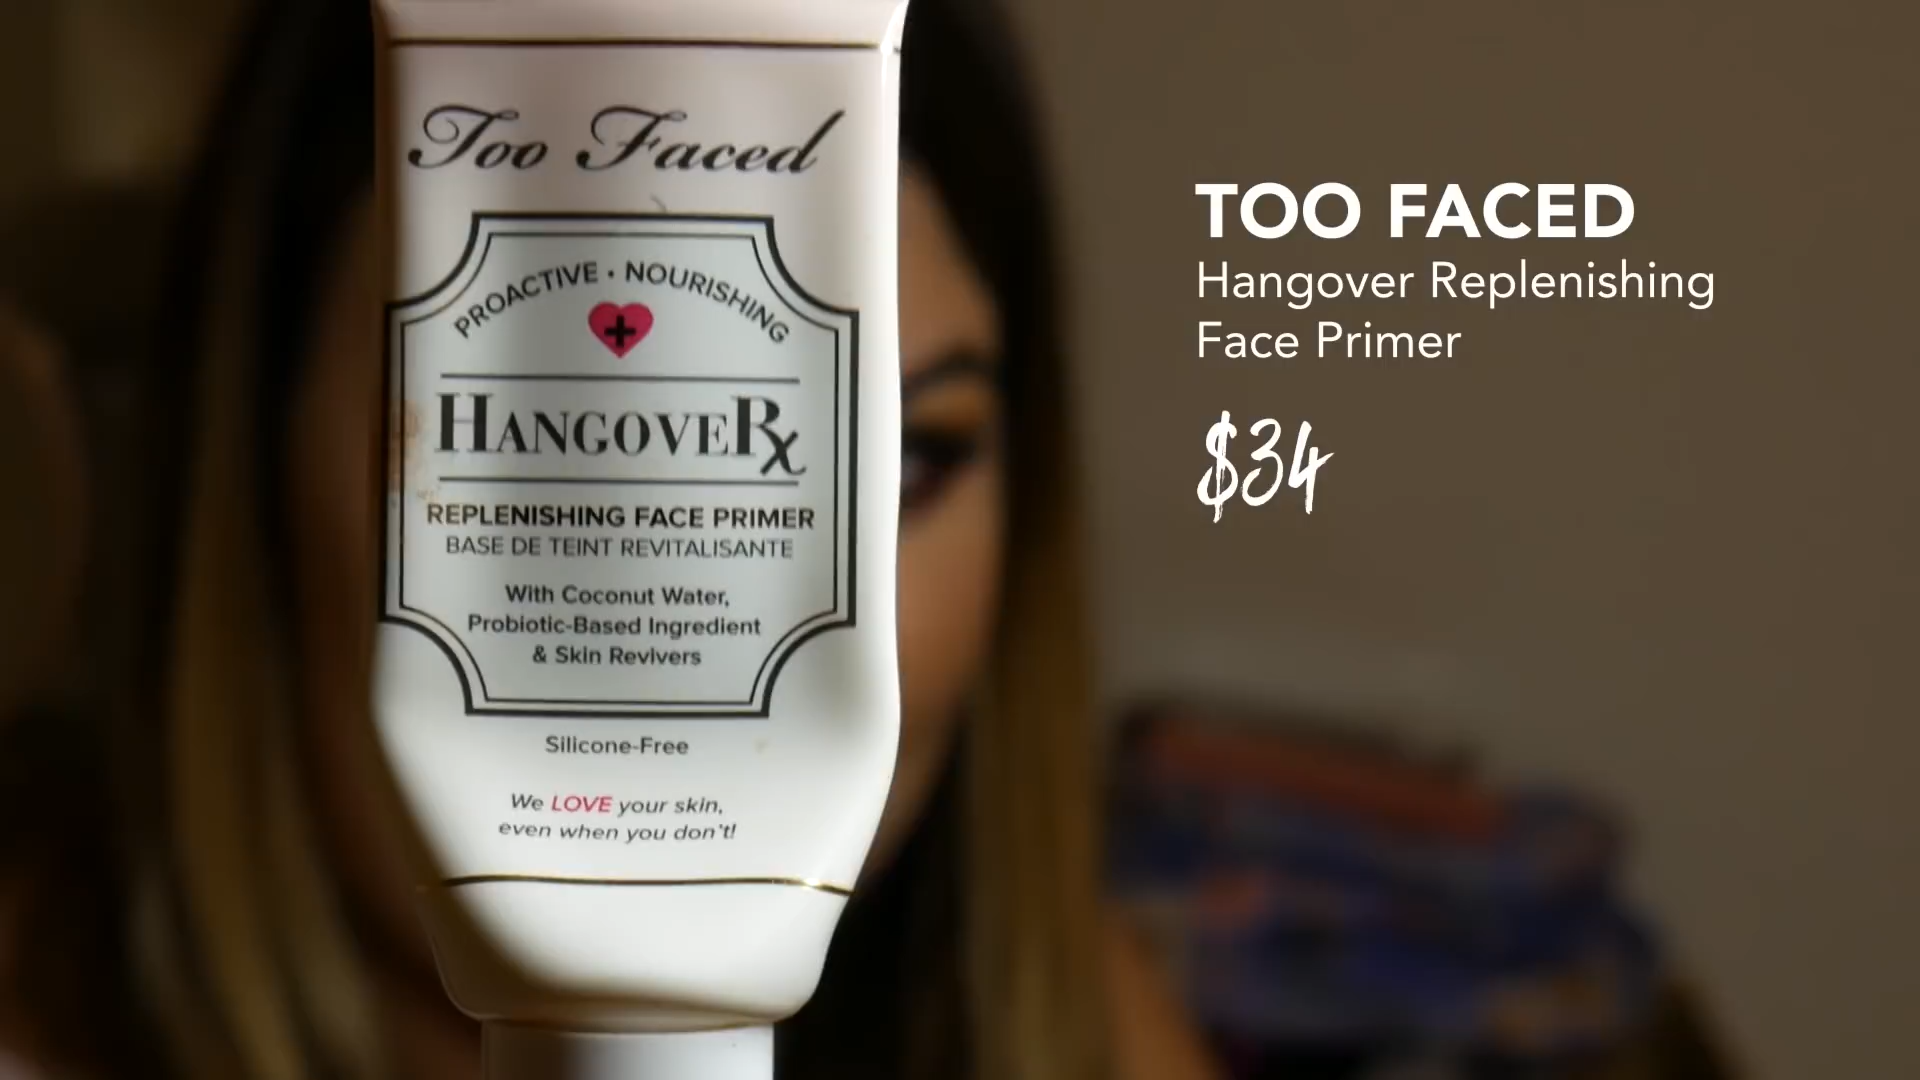 Too Faced
PROACTIVE • NOURISHING
HANGOVERx
REPLENISHING FACE PRIMER
BASE DE TEINT REVITALISANTE
With Coconut Water,
Probiotic-Based Ingredient
& Skin Revivers
Silicone-Free
We LOVE your skin,
even when you don't!
TOO FACED
Hangover Replenishing
Face Primer
$34